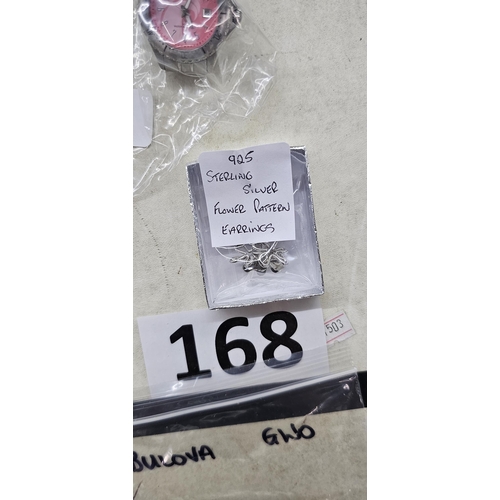 925
STERLING
SILVER
FLOWER PATTERN
EARRINGS
168
503
BULOVA GWO